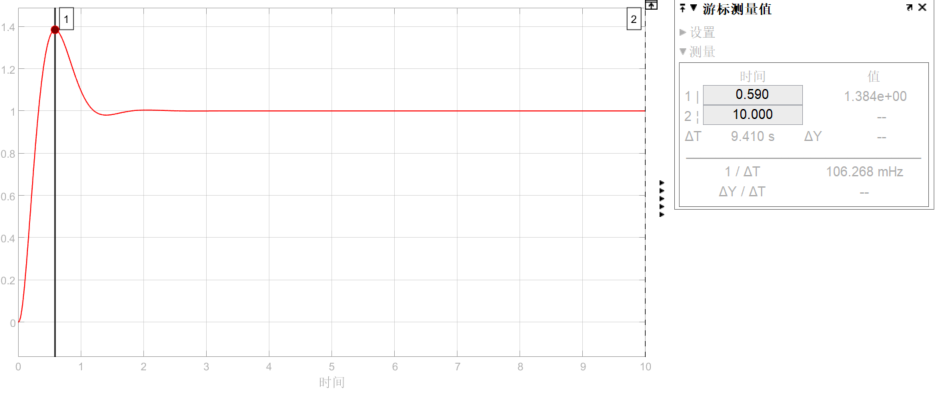 1
2
1.4
1.2
1
0.8
0.6
0.4
0.2
0
0 1 2 3 4 5 6 7 8 9 10
时间
游标测量值
设置
测量
时间 值
1 | 0.590 1.384e+00
2 ¦ 10.000 --
ΔT 9.410 s ΔY --
1 / ΔT 106.268 mHz
ΔY / ΔT --